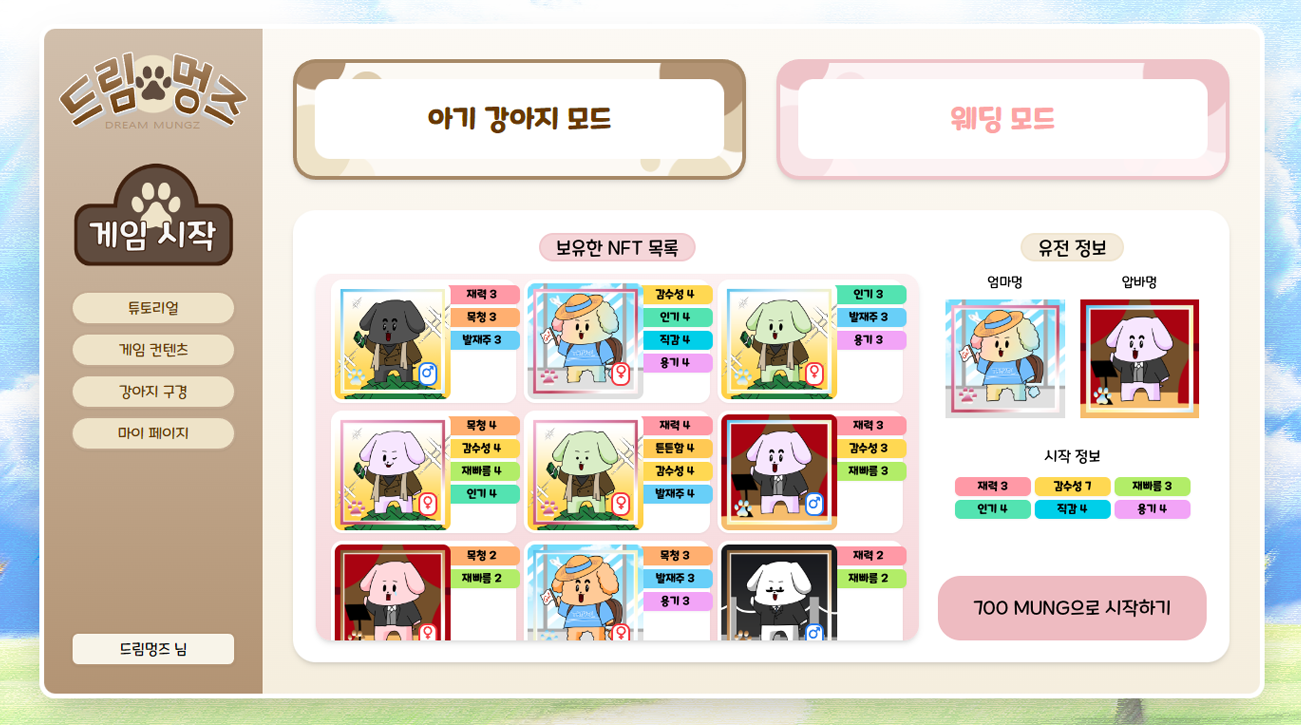 드림멍즈
DREAM MUNGZ
게임 시작
튜토리얼
게임 컨텐츠
강아지 구경
마이 페이지
드림멍즈 님
아기 강아지 모드
웨딩 모드
보유한 NFT 목록
재력 3
목청 3
발재주 3
감수성 4
인기 4
직감 4
용기 4
인기 3
발재주 3
용기 3
목청 4
감수성 4
재빠름 4
인기 4
재력 4
튼튼함 4
감수성 4
발재주 4
재력 3
감수성 3
재빠름 3
목청 2
재빠름 2
목청 3
발재주 3
용기 3
재력 2
재빠름 2
유전 정보
엄마멍
압바멍
시작 정보
재력 3
감수성 7
재빠름 3
인기 4
직감 4
용기 4
700 MUNG으로 시작하기